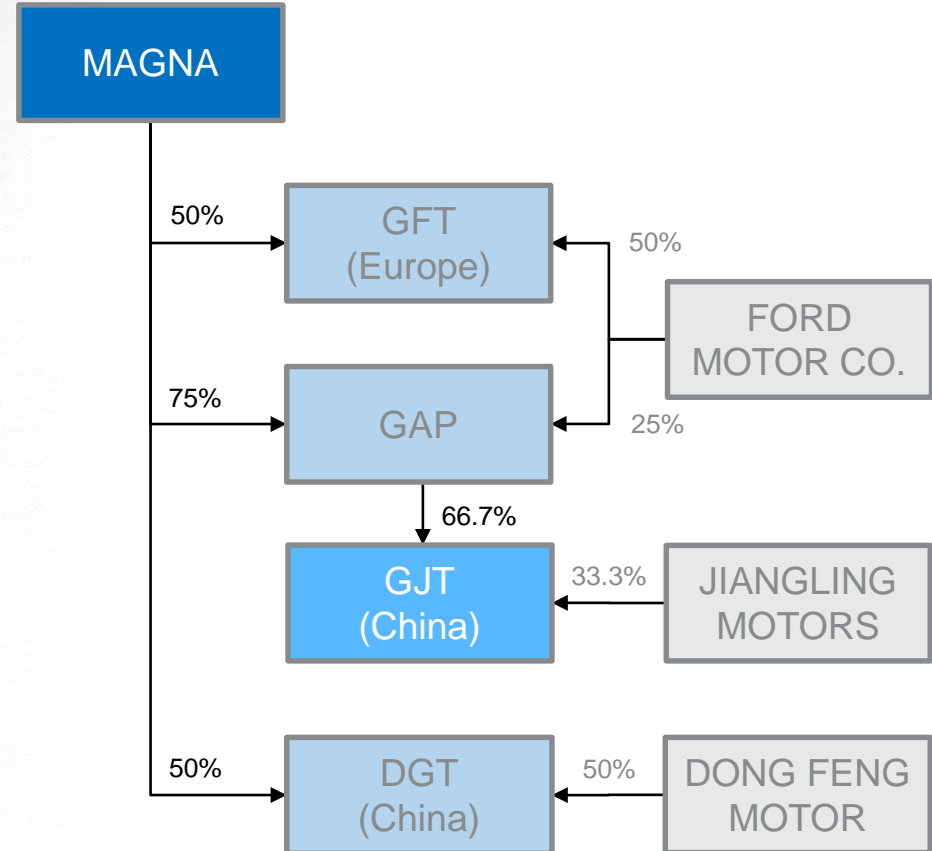 MAGNA
50%
GFT
(Europe)
50%
FORD
MOTOR CO.
75%
GAP
25%
66.7%
GJT
(China)
33.3%
JIANGLING
MOTORS
50%
DGT
(China)
50%
DONG FENG
MOTOR